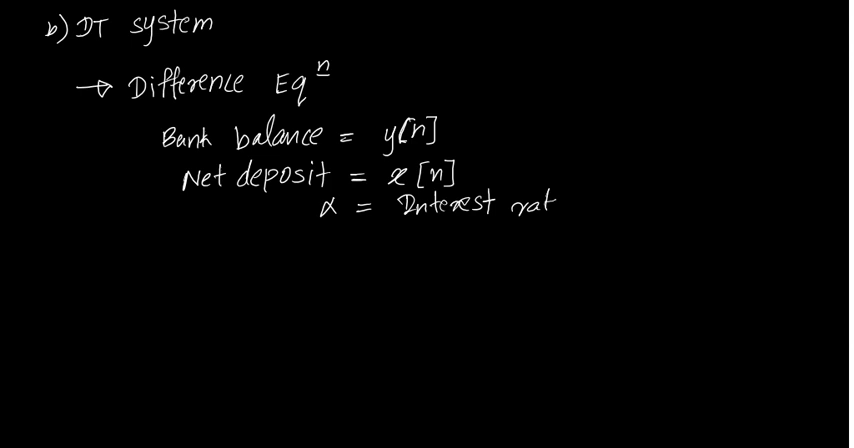 b) DT system
→ Difference Eqⁿ
Bank balance = y[n]
Net deposit = x[n]
α = Interest rat